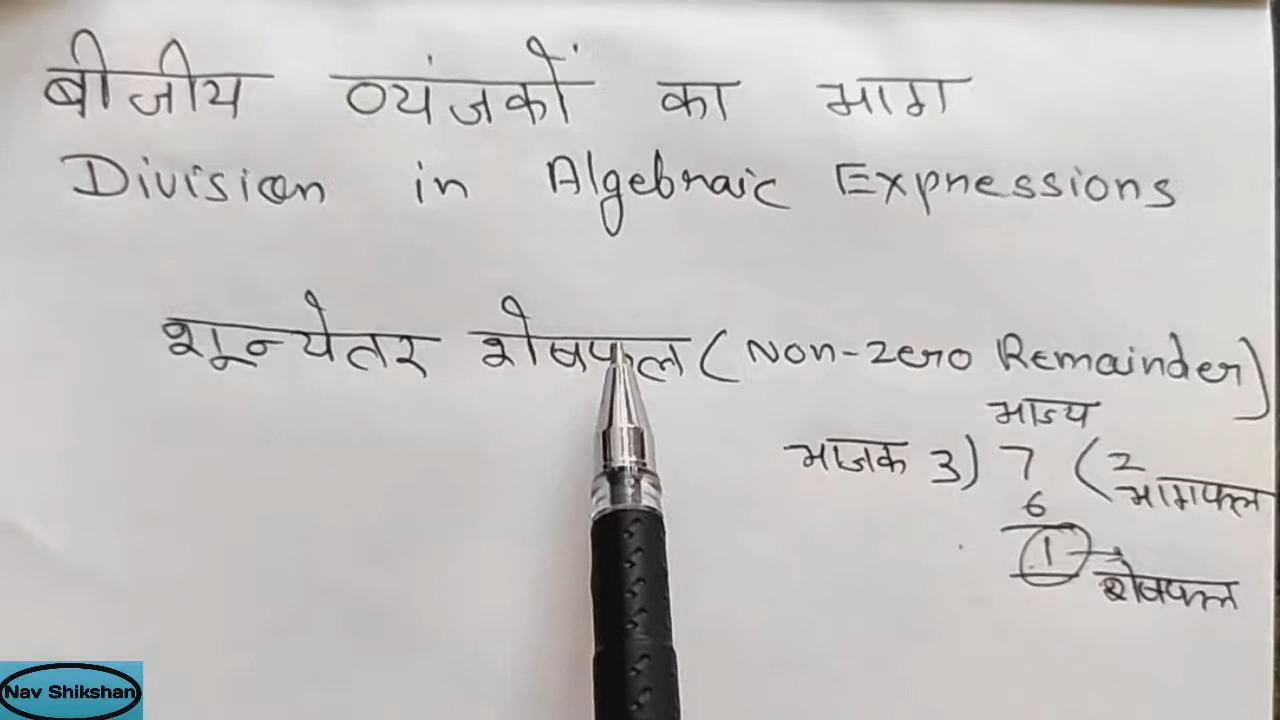 बीजीय व्यंजकों का भाग
Division in Algebraic Expressions
शून्येतर शेषफल (Non-zero Remainder)
भाज्य
भाजक 3) 7 (2
भागफल
6
1
शेषफल
Nav Shikshan